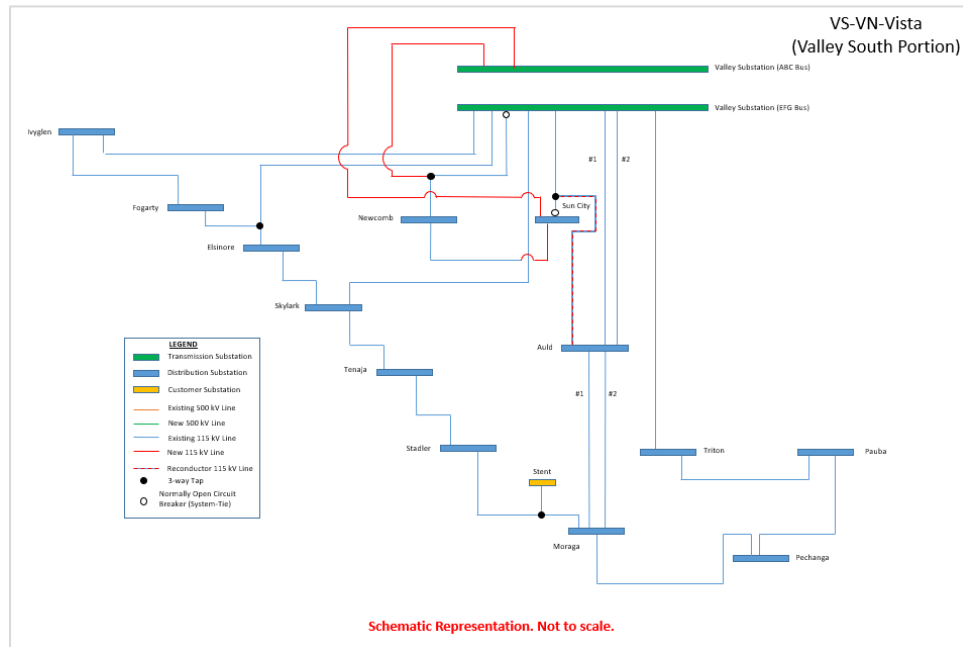 VS-VN-Vista
(Valley South Portion)
Valley Substation (ABC Bus)
Valley Substation (EFG Bus)
Ivyglen
#1
#2
Fogarty
Newcomb
Sun City
Elsinore
Skylark
Auld
Tenaja
#1
#2
Stadler
Stent
Triton
Pauba
Moraga
Pechanga
LEGEND
Transmission Substation
Distribution Substation
Customer Substation
Existing 500 kV Line
New 500 kV Line
Existing 115 kV Line
New 115 kV Line
Reconductor 115 kV Line
3-way Tap
Normally Open Circuit
Breaker (System-Tie)
Schematic Representation. Not to scale.